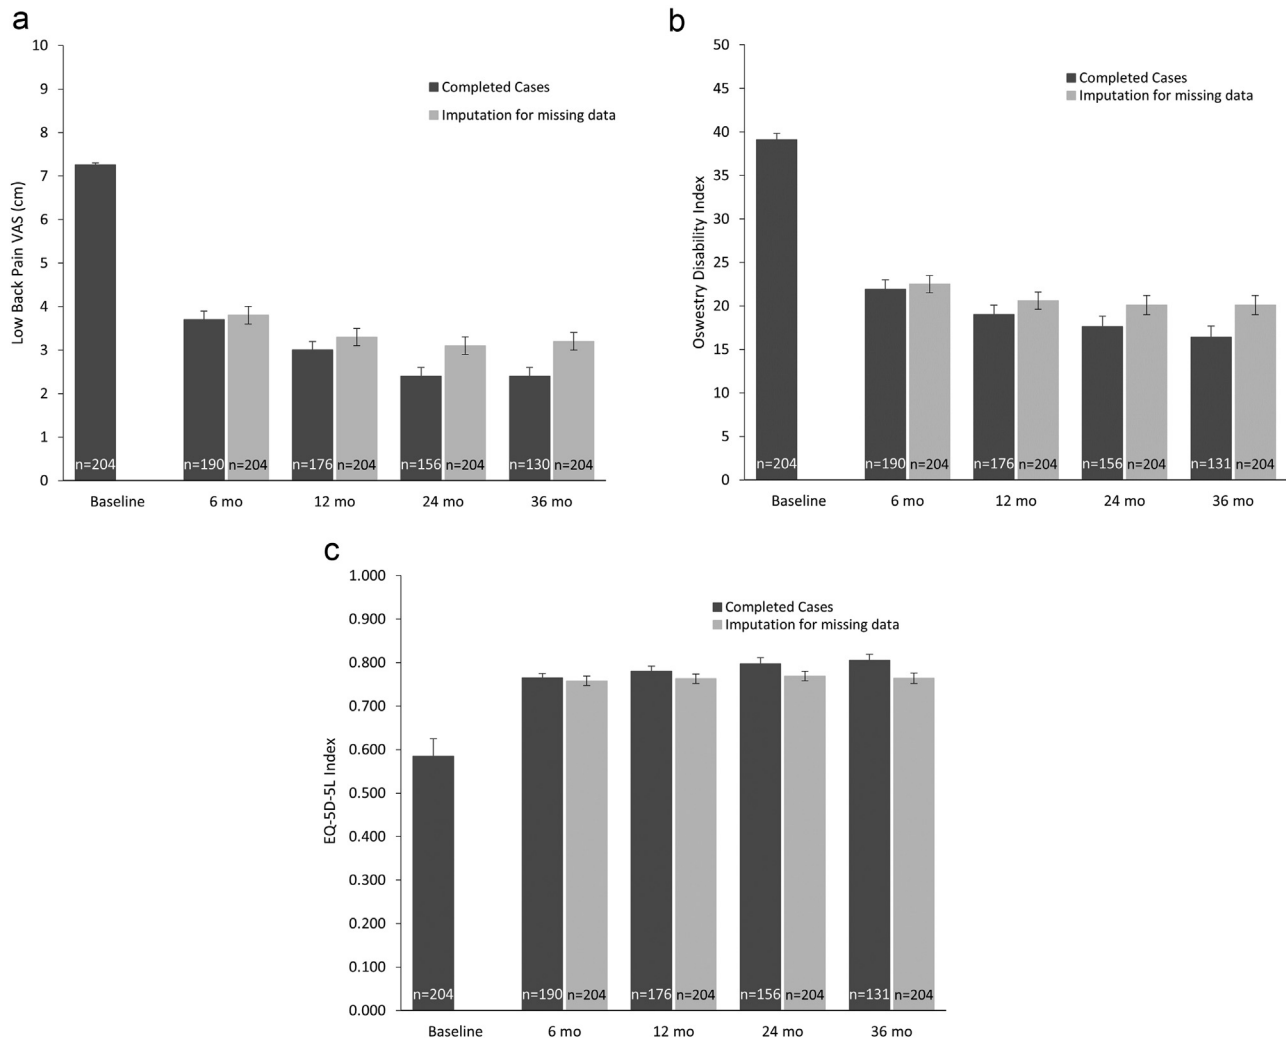 a
10
9
8
7
6
5
4
3
2
1
0
Low Back Pain VAS (cm)
Completed Cases
Imputation for missing data
n=204
n=190
n=204
n=176
n=204
n=156
n=204
n=130
n=204
Baseline
6 mo
12 mo
24 mo
36 mo
b
50
45
40
35
30
25
20
15
10
5
0
Oswestry Disability Index
Completed Cases
Imputation for missing data
n=204
n=190
n=204
n=176
n=204
n=156
n=204
n=131
n=204
Baseline
6 mo
12 mo
24 mo
36 mo
c
1.000
0.900
0.800
0.700
0.600
0.500
0.400
0.300
0.200
0.100
0.000
EQ-5D-5L Index
Completed Cases
Imputation for missing data
n=204
n=190
n=204
n=176
n=204
n=156
n=204
n=131
n=204
Baseline
6 mo
12 mo
24 mo
36 mo